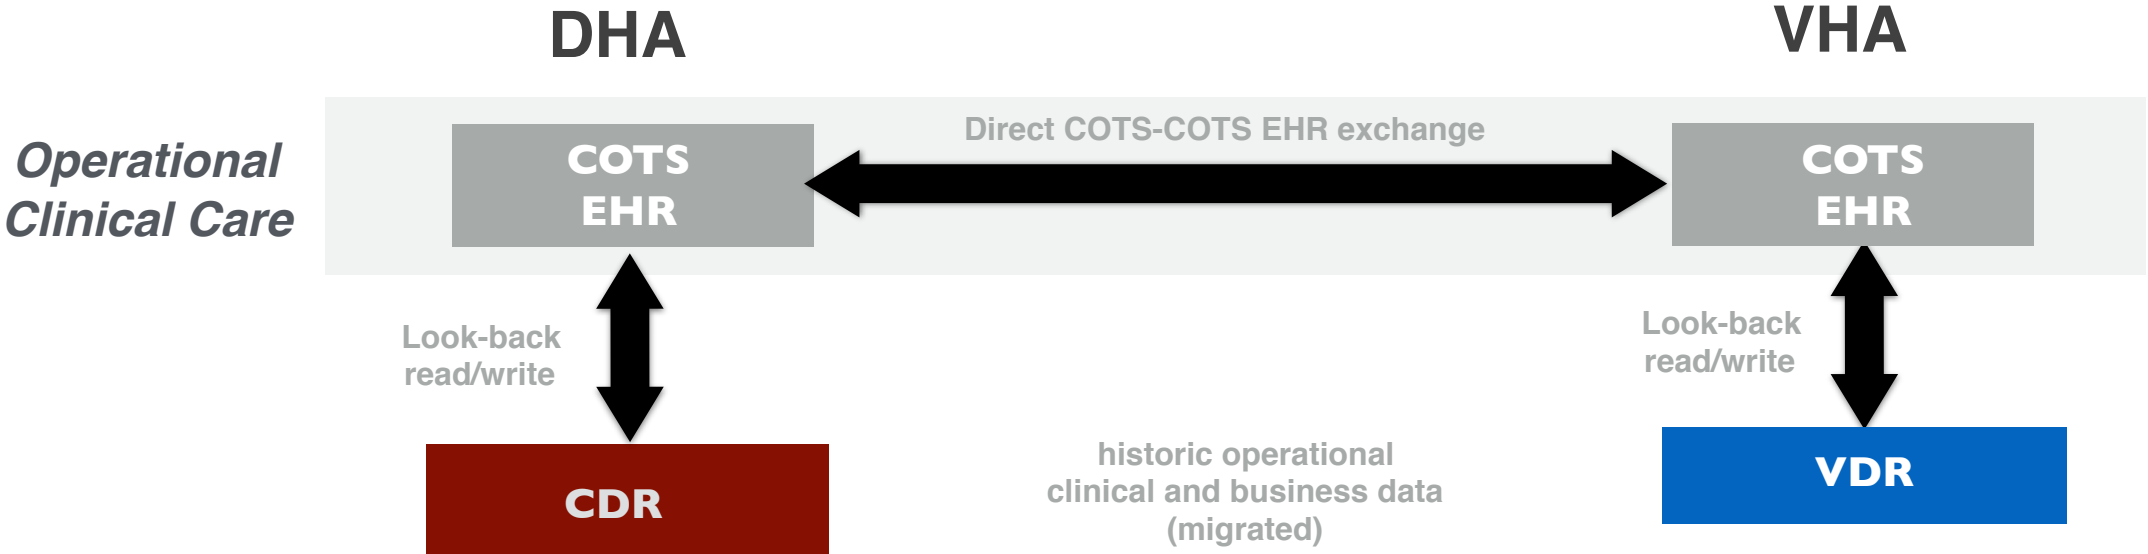 DHA
VHA
Operational
Clinical Care
COTS
EHR
Direct COTS-COTS EHR exchange
COTS
EHR
Look-back
read/write
Look-back
read/write
CDR
historic operational
clinical and business data
(migrated)
VDR